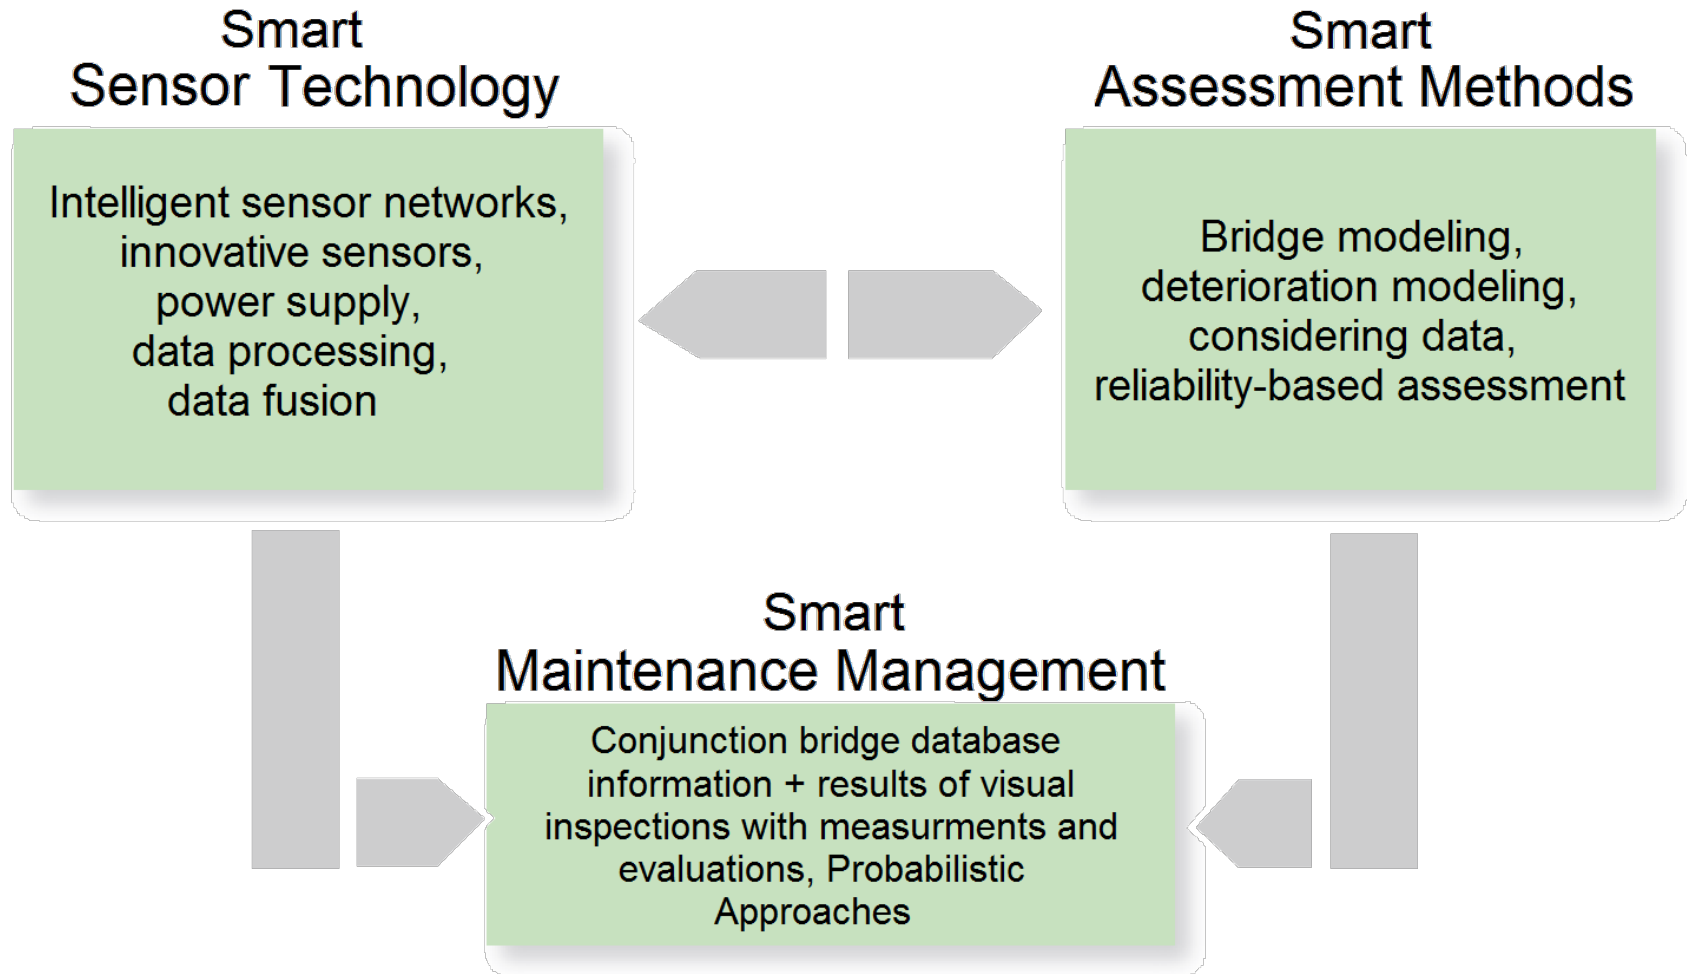 Smart
Sensor Technology
Intelligent sensor networks,
innovative sensors,
power supply,
data processing,
data fusion
Smart
Assessment Methods
Bridge modeling,
deterioration modeling,
considering data,
reliability-based assessment
Smart
Maintenance Management
Conjunction bridge database
information + results of visual
inspections with measurments and
evaluations, Probabilistic
Approaches